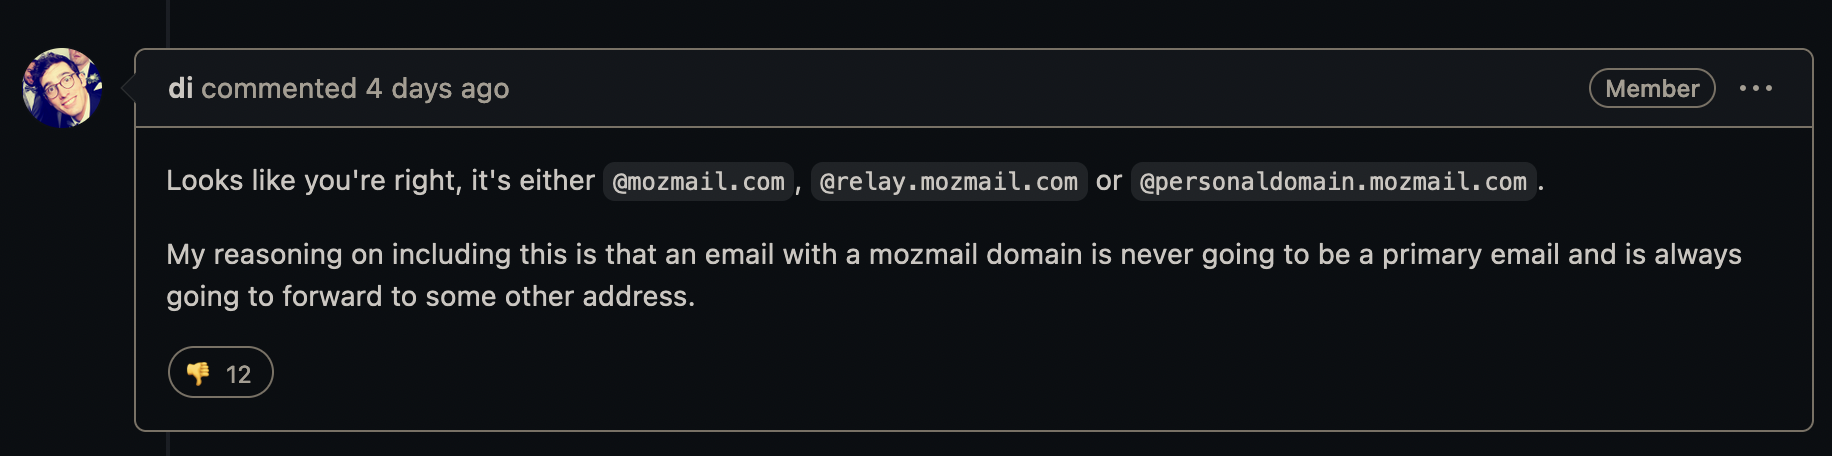 di commented 4 days ago
Member
Looks like you're right, it's either @mozmail.com, @relay.mozmail.com or @personaldomain.mozmail.com.
My reasoning on including this is that an email with a mozmail domain is never going to be a primary email and is always
going to forward to some other address.
👎 12